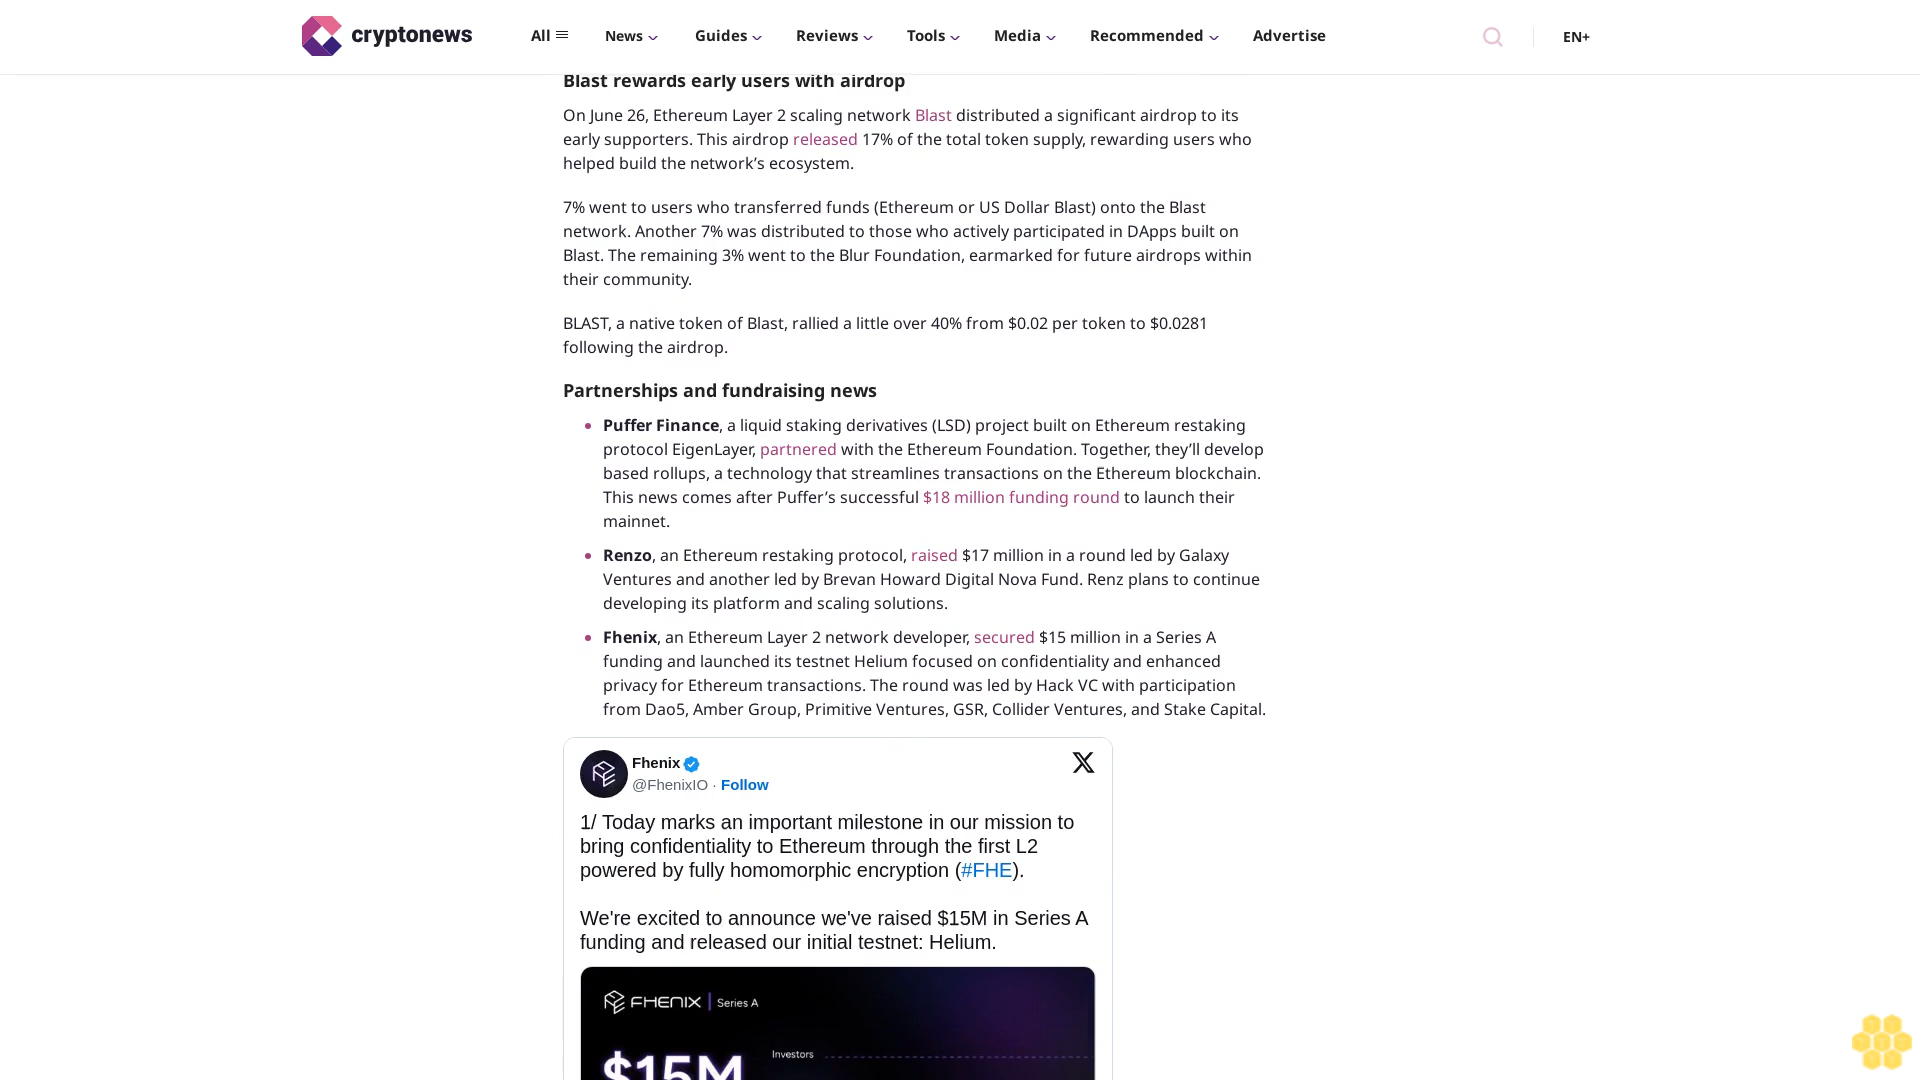 cryptonews
All
News
Guides
Reviews
Tools
Media
Recommended
Advertise
EN+
Blast rewards early users with airdrop
On June 26, Ethereum Layer 2 scaling network Blast distributed a significant airdrop to its
early supporters. This airdrop released 17% of the total token supply, rewarding users who
helped build the network’s ecosystem.
7% went to users who transferred funds (Ethereum or US Dollar Blast) onto the Blast
network. Another 7% was distributed to those who actively participated in DApps built on
Blast. The remaining 3% went to the Blur Foundation, earmarked for future airdrops within
their community.
BLAST, a native token of Blast, rallied a little over 40% from $0.02 per token to $0.0281
following the airdrop.
Partnerships and fundraising news
Puffer Finance, a liquid staking derivatives (LSD) project built on Ethereum restaking
protocol EigenLayer, partnered with the Ethereum Foundation. Together, they’ll develop
based rollups, a technology that streamlines transactions on the Ethereum blockchain.
This news comes after Puffer’s successful $18 million funding round to launch their
mainnet.
Renzo, an Ethereum restaking protocol, raised $17 million in a round led by Galaxy
Ventures and another led by Brevan Howard Digital Nova Fund. Renz plans to continue
developing its platform and scaling solutions.
Fhenix, an Ethereum Layer 2 network developer, secured $15 million in a Series A
funding and launched its testnet Helium focused on confidentiality and enhanced
privacy for Ethereum transactions. The round was led by Hack VC with participation
from Dao5, Amber Group, Primitive Ventures, GSR, Collider Ventures, and Stake Capital.
Fhenix
@FhenixIO · Follow
1/ Today marks an important milestone in our mission to
bring confidentiality to Ethereum through the first L2
powered by fully homomorphic encryption (#FHE).
We're excited to announce we've raised $15M in Series A
funding and released our initial testnet: Helium.
FHENIX | Series A
Investors
$15M